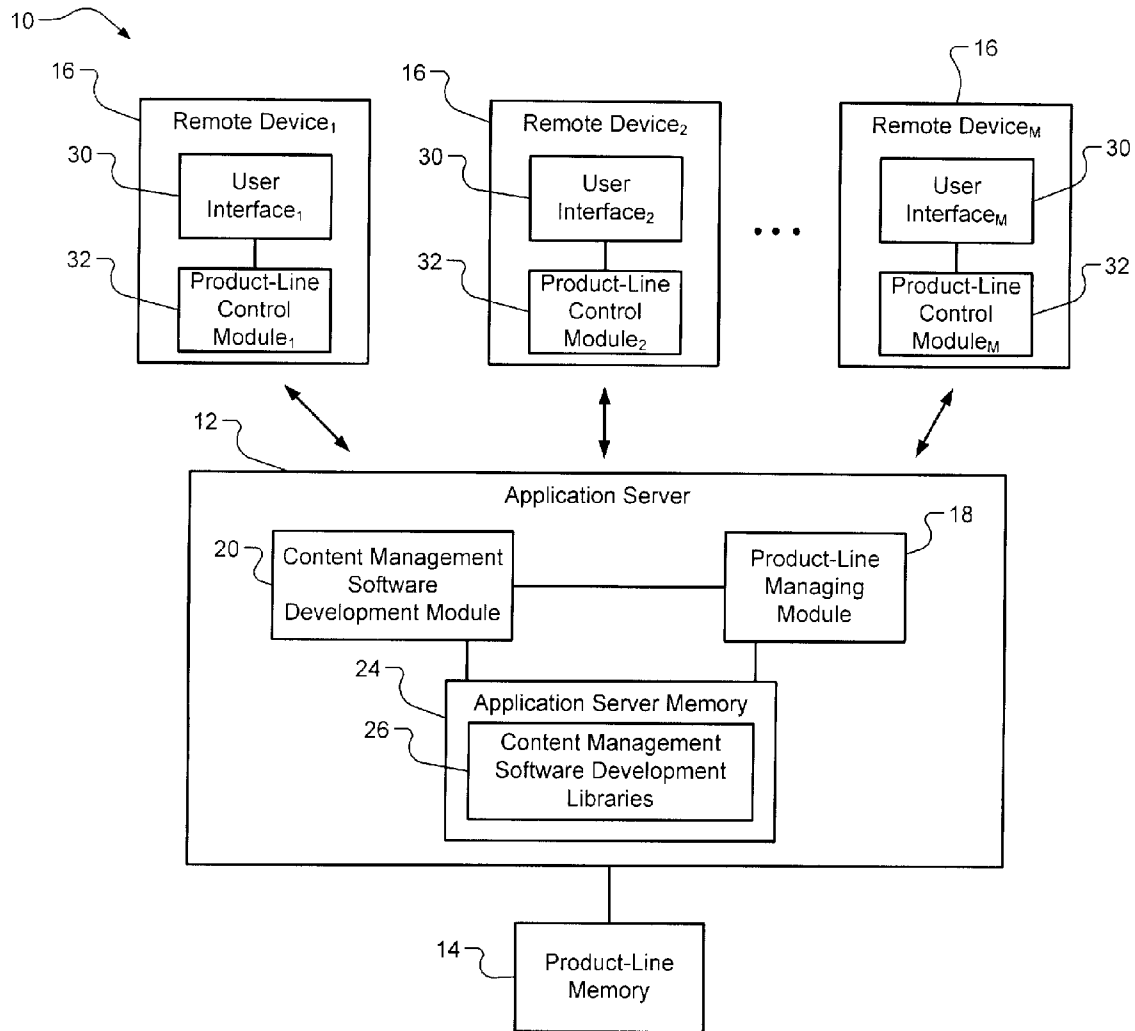 10
16
Remote Device₁
30
User
Interface₁
32
Product-Line
Control
Module₁
16
Remote Device₂
30
User
Interface₂
32
Product-Line
Control
Module₂
• • •
16
Remote Deviceₘ
30
User
Interfaceₘ
32
Product-Line
Control
Moduleₘ
12
Application Server
20
Content Management
Software
Development Module
18
Product-Line
Managing
Module
24
Application Server Memory
26
Content Management
Software Development
Libraries
14
Product-Line
Memory